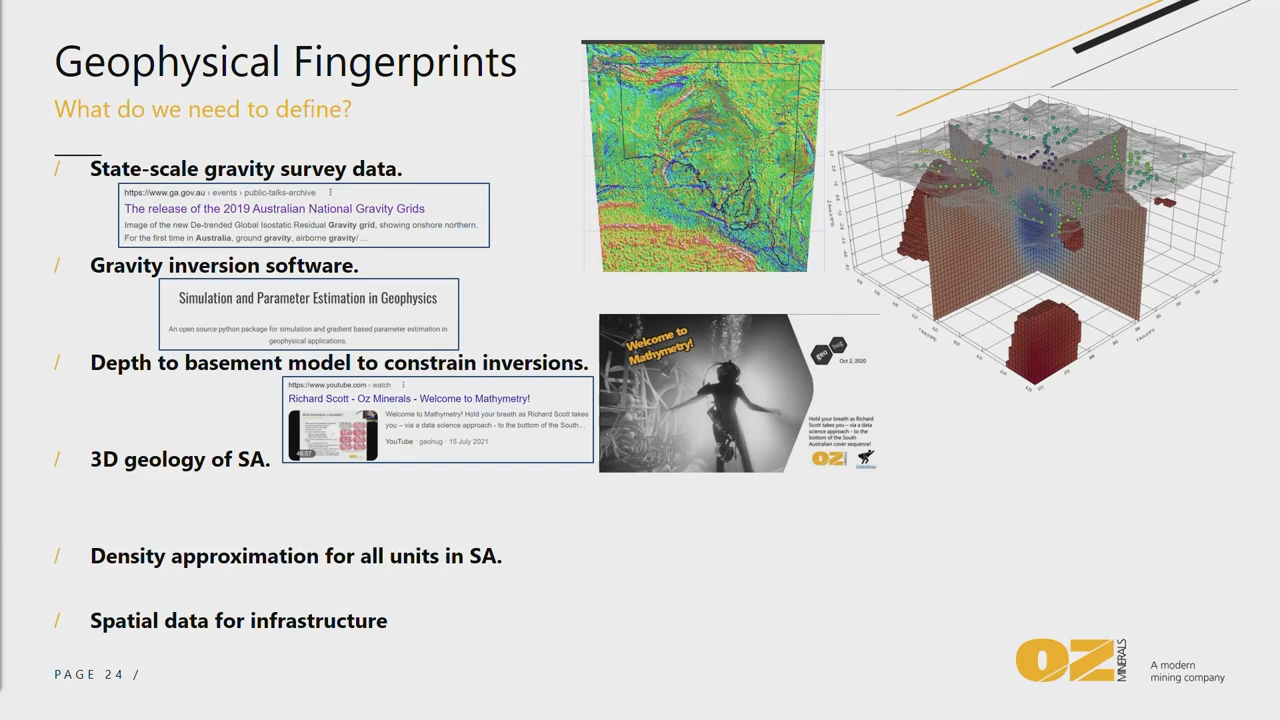 Geophysical Fingerprints
What do we need to define?
/ State-scale gravity survey data.
https://www.ga.gov.au › events › public-talks-archive
The release of the 2019 Australian National Gravity Grids
Image of the new De-trended Global Isostatic Residual Gravity grid, showing onshore northern.
For the first time in Australia, ground gravity, airborne gravity/ ...
/ Gravity inversion software.
Simulation and Parameter Estimation in Geophysics
An open source python package for simulation and gradient based parameter estimation in
geophysical applications.
/ Depth to basement model to constrain inversions.
https://www.youtube.com › watch
Richard Scott - Oz Minerals - Welcome to Mathymetry!
Welcome to Mathymetry! Hold your breath as Richard Scott takes
you – via a data science approach - to the bottom of the South...
YouTube · geohug · 15 July 2021
46:57
/ 3D geology of SA.
/ Density approximation for all units in SA.
/ Spatial data for infrastructure
Welcome to
Mathymetry!
geo hug
Oct 2, 2020
Hold your breath as Richard
Scott takes you – via a data
science approach - to the
bottom of the South
Australian cover sequence!
OZ
PAGE 24 /
OZ MINERALS
A modern
mining company